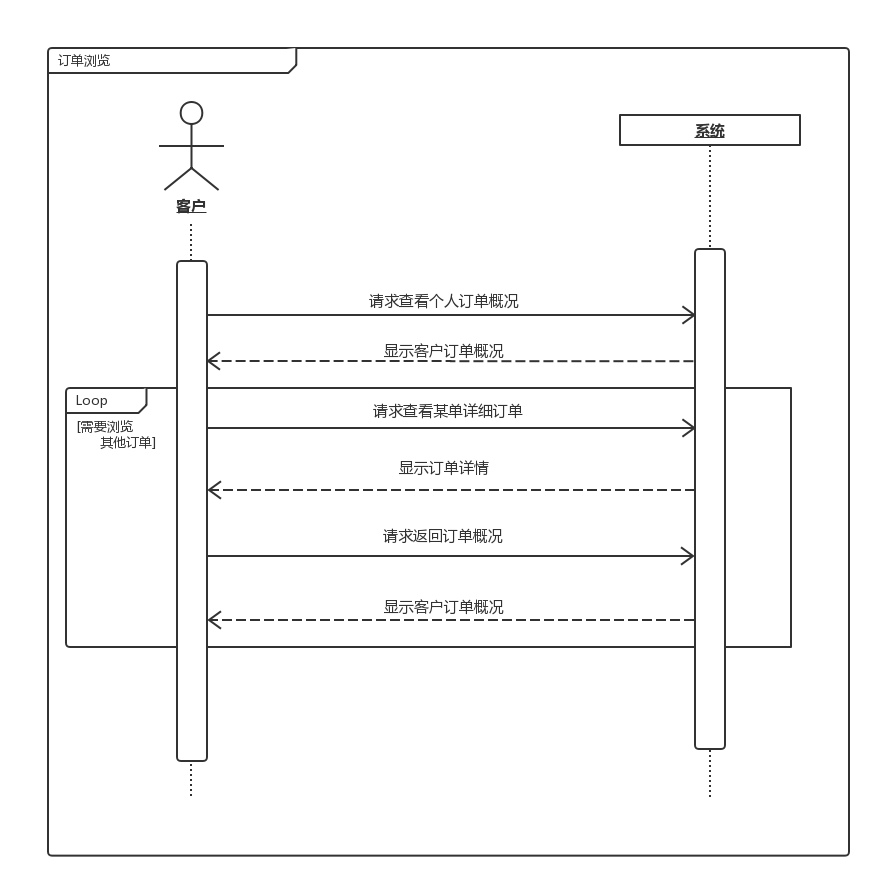 订单浏览
系统
客户
请求查看个人订单概况
显示客户订单概况
Loop
请求查看某单详细订单
[需要浏览
其他订单]
显示订单详情
请求返回订单概况
显示客户订单概况